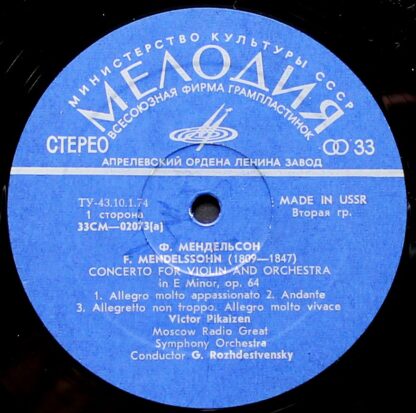 МИНИСТЕРСТВО КУЛЬТУРЫ СССР
МЕЛОДИЯ
ВСЕСОЮЗНАЯ ФИРМА ГРАМПЛАСТИНОК
СТЕРЕО
33
АПРЕЛЕВСКИЙ ОРДЕНА ЛЕНИНА ЗАВОД
ТУ-43.10.1.74
MADE IN USSR
1 сторона
Вторая гр.
33СМ—02073(а)
Ф. МЕНДЕЛЬСОН
F. MENDELSSOHN (1809—1847)
CONCERTO FOR VIOLIN AND ORCHESTRA
in E Minor, op. 64
1. Allegro molto appassionato 2. Andante
3. Allegretto non troppo. Allegro molto vivace
Victor Pikaizen
Moscow Radio Great
Symphony Orchestra
Conductor G. Rozhdestvensky